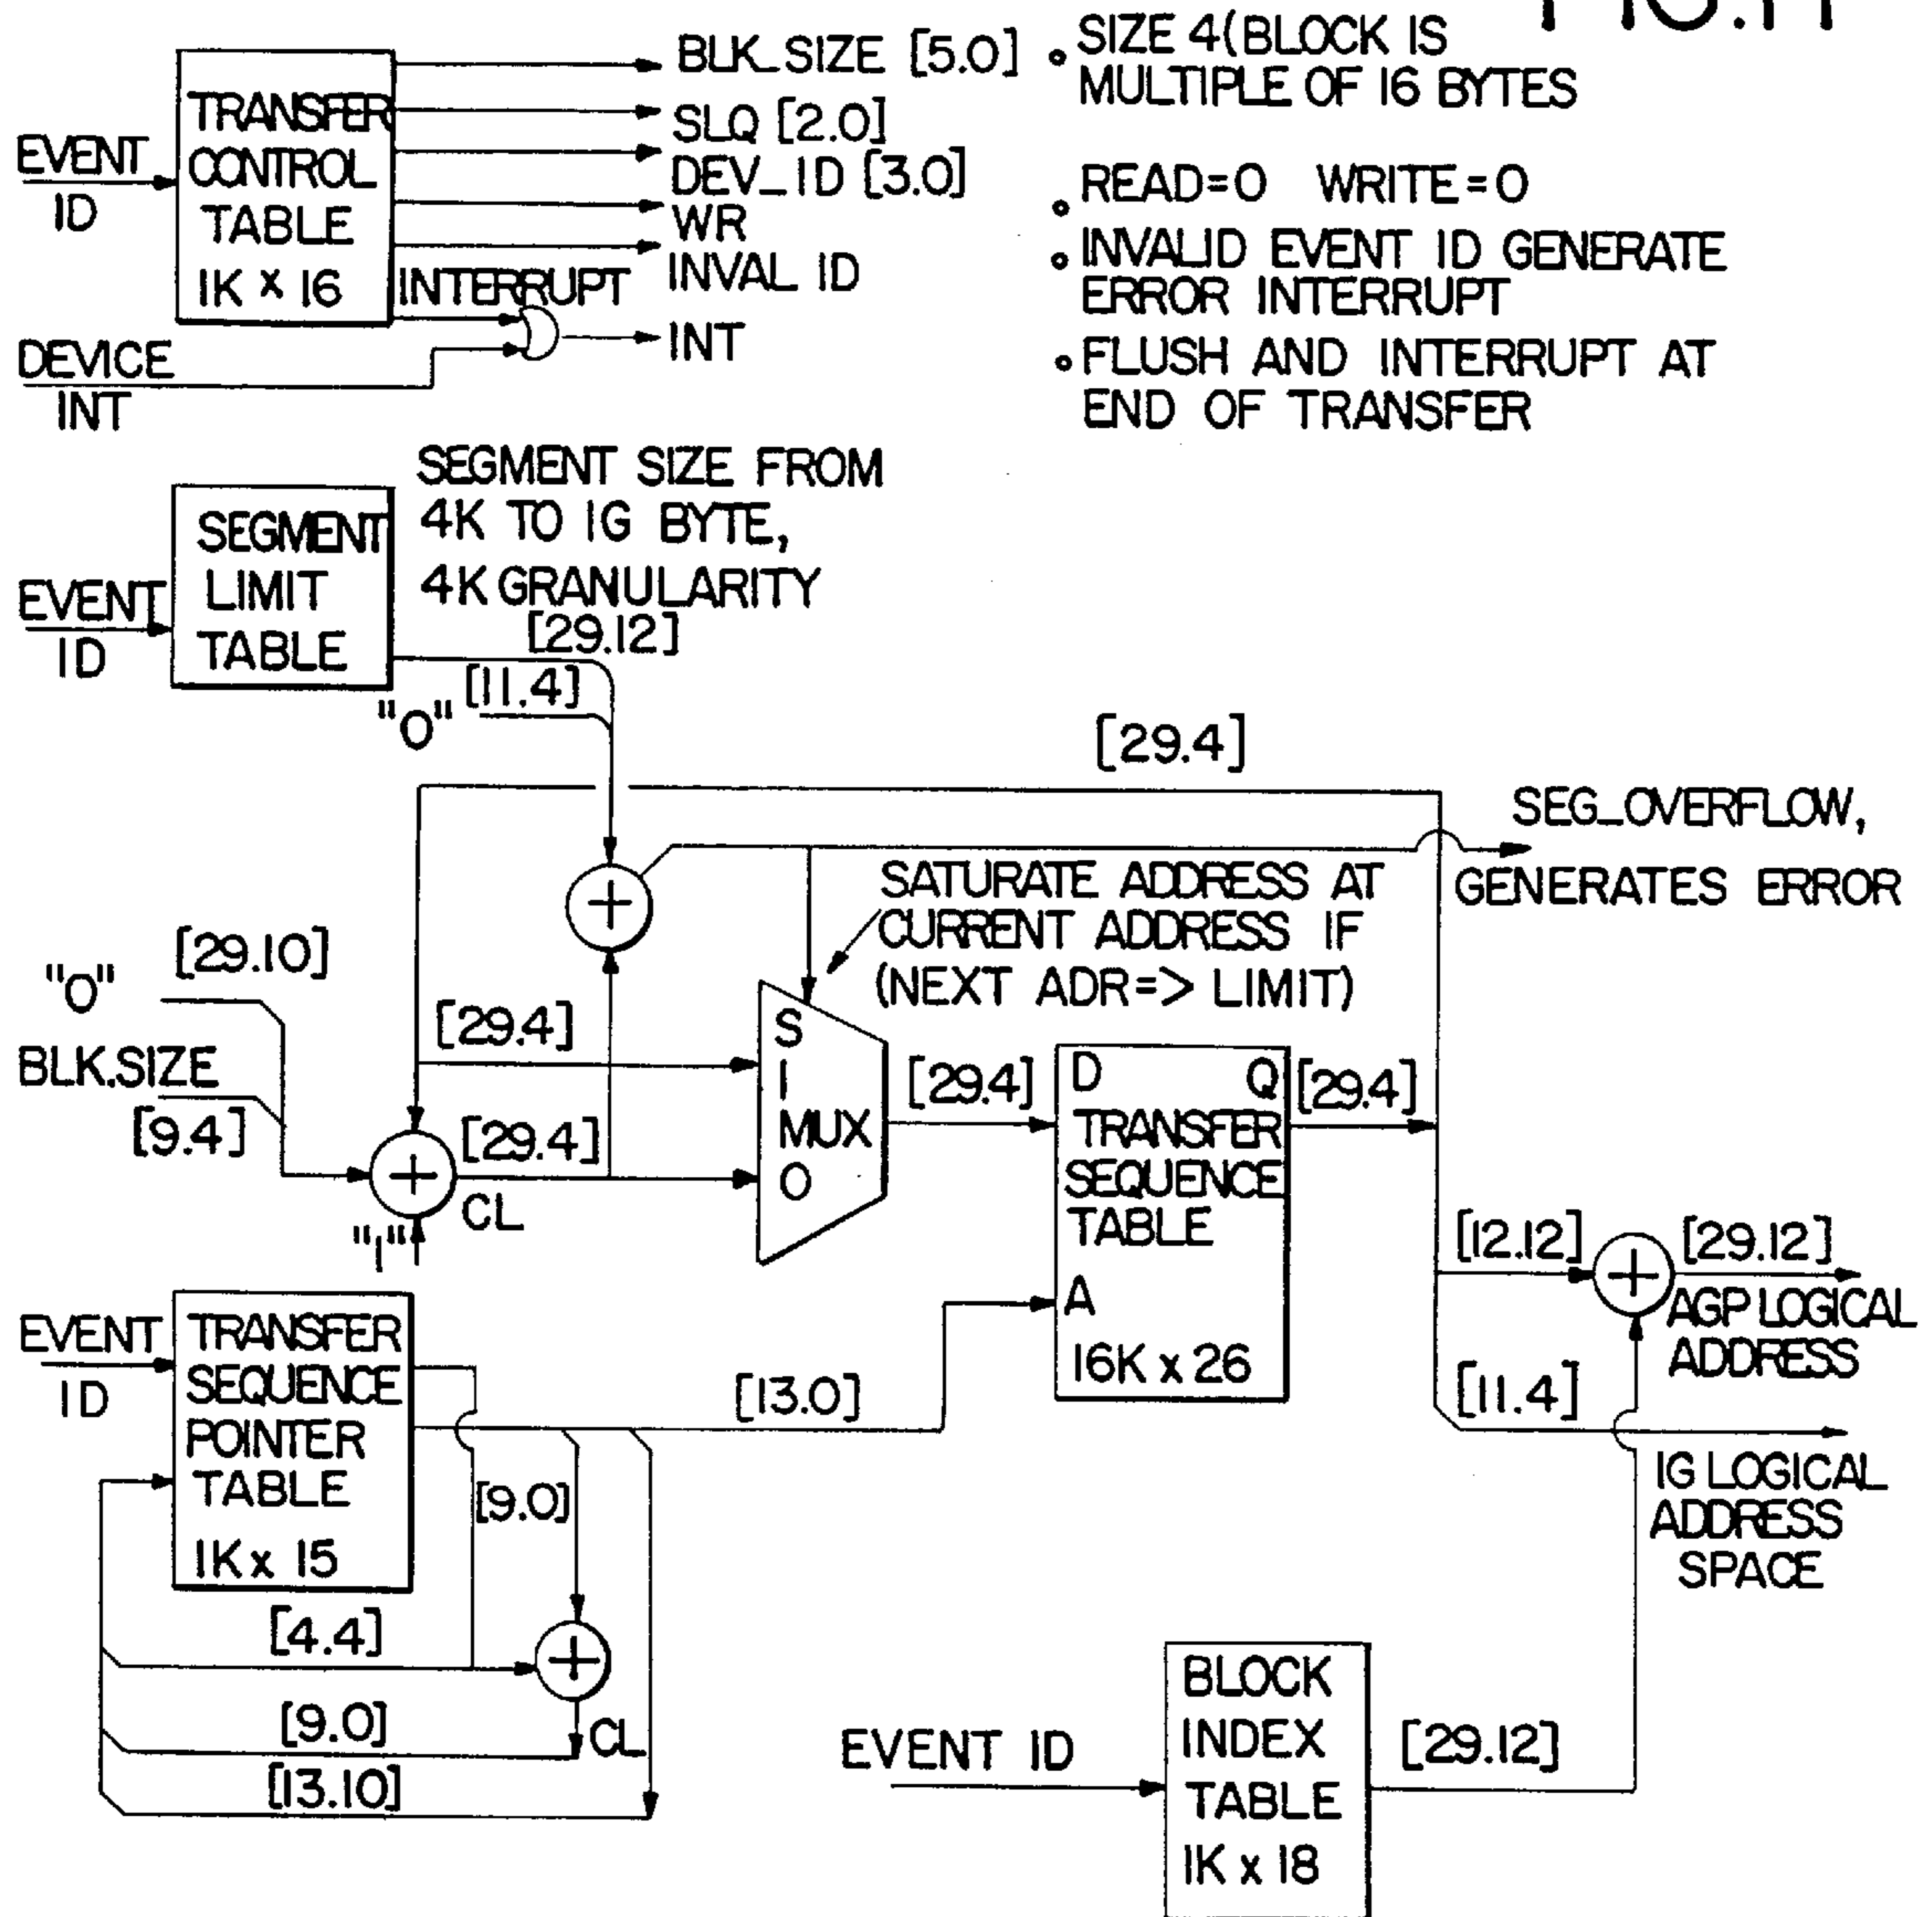 BLK_SIZE [5.0]
SIZE 4(BLOCK IS
MULTIPLE OF 16 BYTES
TRANSFER
CONTROL
TABLE
1K x 16
EVENT
ID
SLQ [2.0]
DEV_ID [3.0]
WR
INVAL ID
INTERRUPT
INT
READ=0 WRITE=0
INVALID EVENT ID GENERATE
ERROR INTERRUPT
FLUSH AND INTERRUPT AT
END OF TRANSFER
DEVICE
INT
SEGMENT SIZE FROM
4K TO 1G BYTE,
4K GRANULARITY
SEGMENT
LIMIT
TABLE
EVENT
ID
[29.12]
[11.4]
"0"
[29.4]
SEG_OVERFLOW,
GENERATES ERROR
+
SATURATE ADDRESS AT
CURRENT ADDRESS IF
(NEXT ADR=> LIMIT)
[29.10]
"0"
BLK.SIZE
[9.4]
[29.4]
[29.4]
+
CL
"1"
S
1
MUX
0
[29.4]
D Q
TRANSFER
SEQUENCE
TABLE
A
16K x 26
[29.4]
[12.12]
+
[29.12]
AGP LOGICAL
ADDRESS
[11.4]
1G LOGICAL
ADDRESS
SPACE
EVENT
ID
TRANSFER
SEQUENCE
POINTER
TABLE
1K x 15
[13.0]
[9.0]
[4.4]
+
[9.0]
CL
[13.10]
EVENT ID
BLOCK
INDEX
TABLE
1K x 18
[29.12]